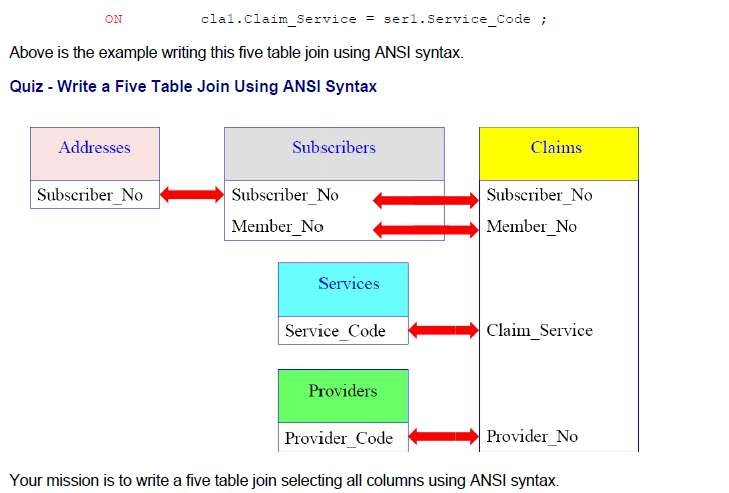 ON cla1.Claim_Service = ser1.Service_Code ;
Above is the example writing this five table join using ANSI syntax.
Quiz - Write a Five Table Join Using ANSI Syntax
Addresses Subscribers Claims
Subscriber_No Subscriber_No Subscriber_No
Member_No Member_No
Services
Service_Code Claim_Service
Providers
Provider_Code Provider_No
Your mission is to write a five table join selecting all columns using ANSI syntax.